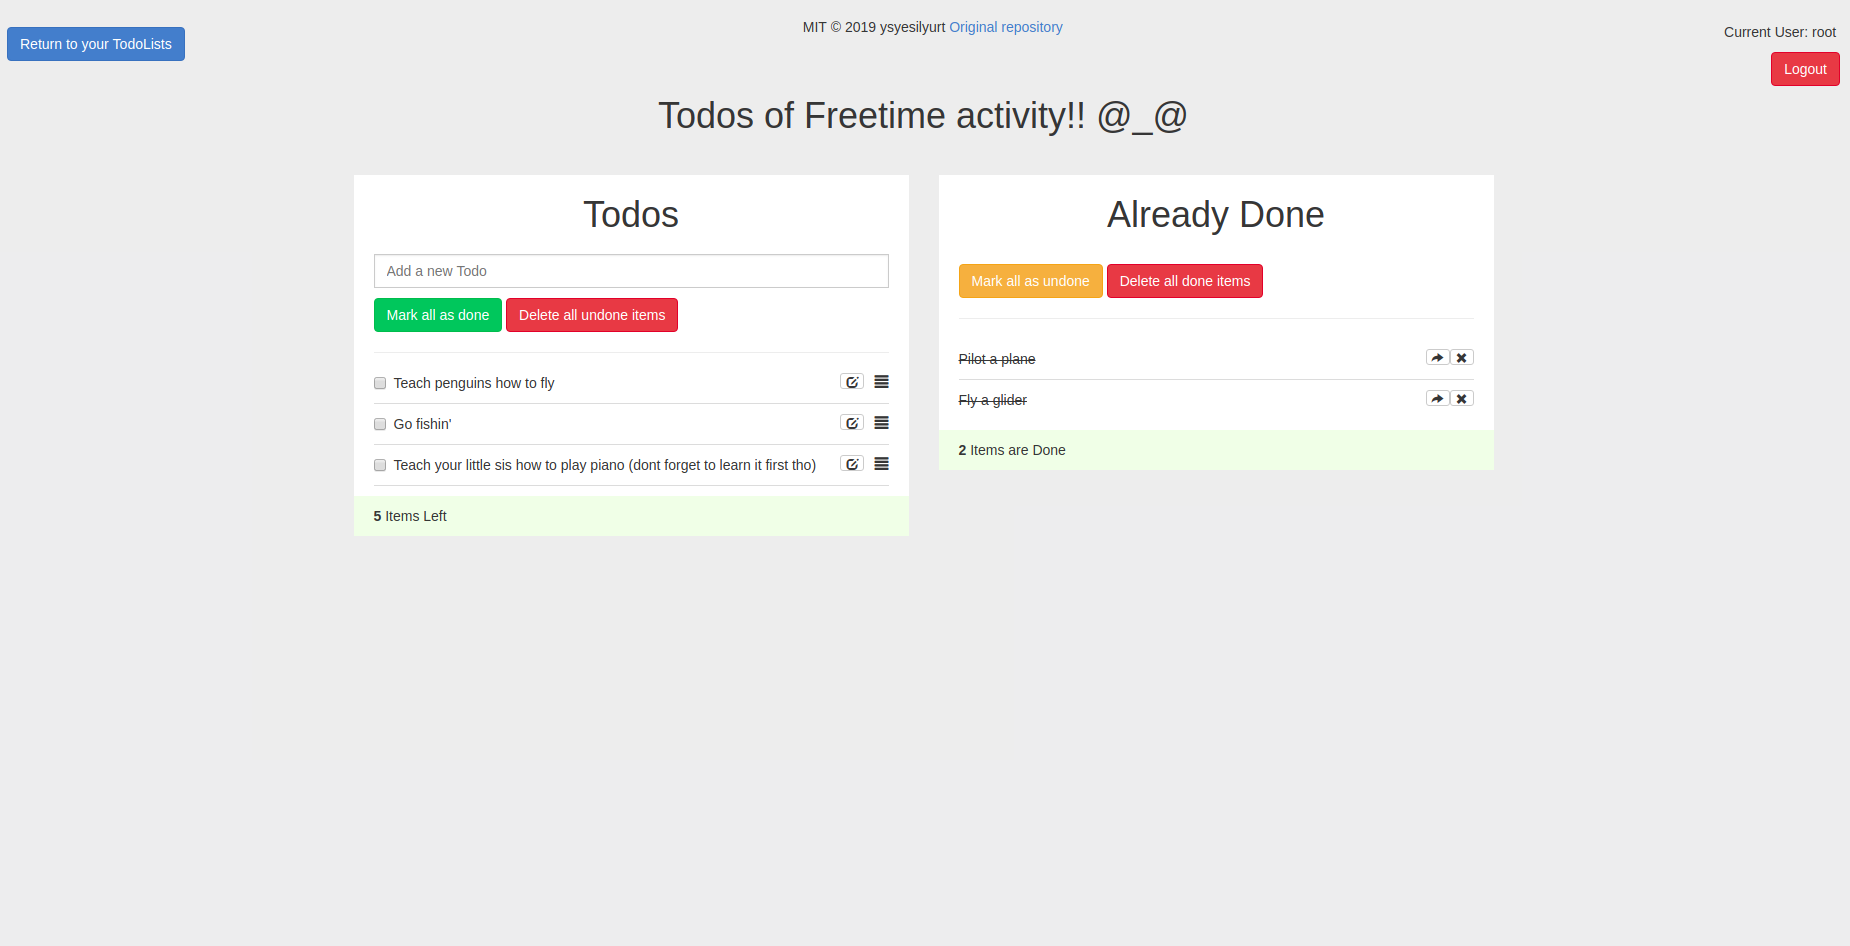 MIT © 2019 ysyesilyurt Original repository
Return to your TodoLists
Current User: root
Logout
Todos of Freetime activity!! @_@
Todos
Add a new Todo
Mark all as done
Delete all undone items
Teach penguins how to fly
Go fishin'
Teach your little sis how to play piano (dont forget to learn it first tho)
5 Items Left
Already Done
Mark all as undone
Delete all done items
Pilot a plane
Fly a glider
2 Items are Done